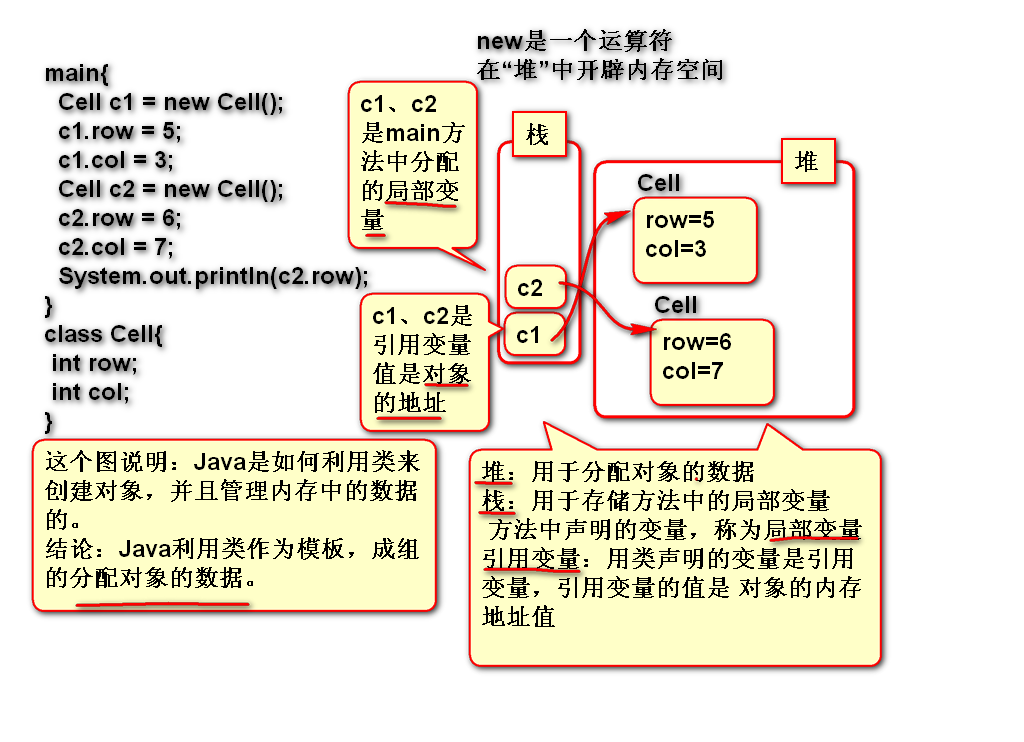 new是一个运算符
在“堆”中开辟内存空间
main{
Cell c1 = new Cell();
c1.row = 5;
c1.col = 3;
Cell c2 = new Cell();
c2.row = 6;
c2.col = 7;
System.out.println(c2.row);
}
class Cell{
int row;
int col;
}
c1、c2
是main方
法中分配
的局部变
量
c1、c2是
引用变量
值是对象
的地址
栈
c2
c1
堆
Cell
row=5
col=3
Cell
row=6
col=7
这个图说明：Java是如何利用类来
创建对象，并且管理内存中的数据
的。
结论：Java利用类作为模板，成组
的分配对象的数据。
堆：用于分配对象的数据
栈：用于存储方法中的局部变量
方法中声明的变量，称为局部变量
引用变量：用类声明的变量是引用
变量，引用变量的值是 对象的内存
地址值